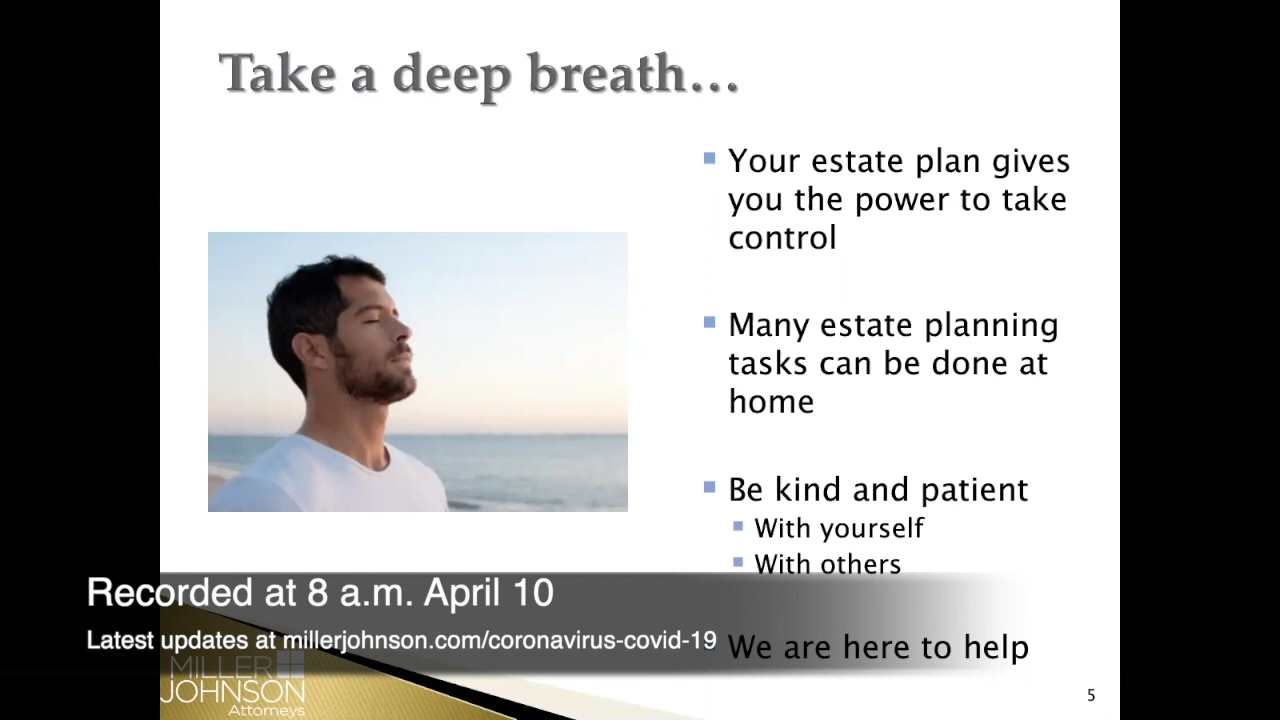 Take a deep breath…
Your estate plan gives
you the power to take
control
Many estate planning
tasks can be done at
home
Be kind and patient
With yourself
With others
We are here to help
Recorded at 8 a.m. April 10
Latest updates at millerjohnson.com/coronavirus-covid-19
MILLER
JOHNSON
Attorneys
5